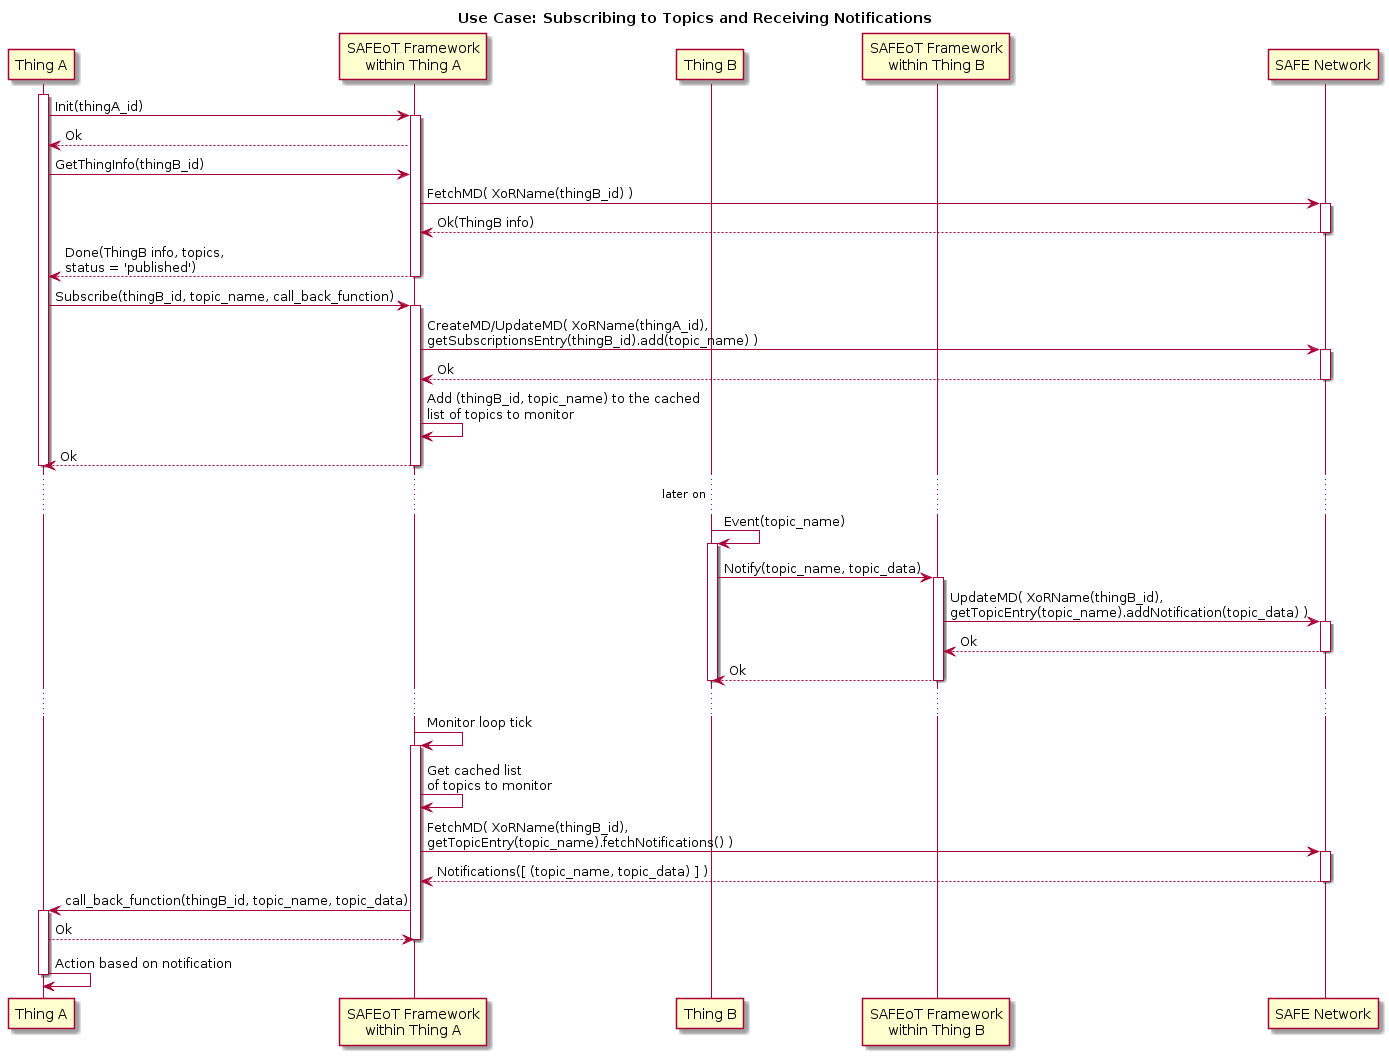 Use Case: Subscribing to Topics and Receiving Notifications
Thing A
SAFEoT Framework
within Thing A
Thing B
SAFEoT Framework
within Thing B
SAFE Network
Init(thingA_id)
Ok
GetThingInfo(thingB_id)
FetchMD( XoRName(thingB_id) )
Ok(ThingB info)
Done(ThingB info, topics,
status = 'published')
Subscribe(thingB_id, topic_name, call_back_function)
CreateMD/UpdateMD( XoRName(thingA_id),
getSubscriptionsEntry(thingB_id).add(topic_name) )
Ok
Add (thingB_id, topic_name) to the cached
list of topics to monitor
Ok
later on
Event(topic_name)
Notify(topic_name, topic_data)
UpdateMD( XoRName(thingB_id),
getTopicEntry(topic_name).addNotification(topic_data) )
Ok
Ok
Monitor loop tick
Get cached list
of topics to monitor
FetchMD( XoRName(thingB_id),
getTopicEntry(topic_name).fetchNotifications() )
Notifications([ (topic_name, topic_data) ] )
call_back_function(thingB_id, topic_name, topic_data)
Ok
Action based on notification
Thing A
SAFEoT Framework
within Thing A
Thing B
SAFEoT Framework
within Thing B
SAFE Network